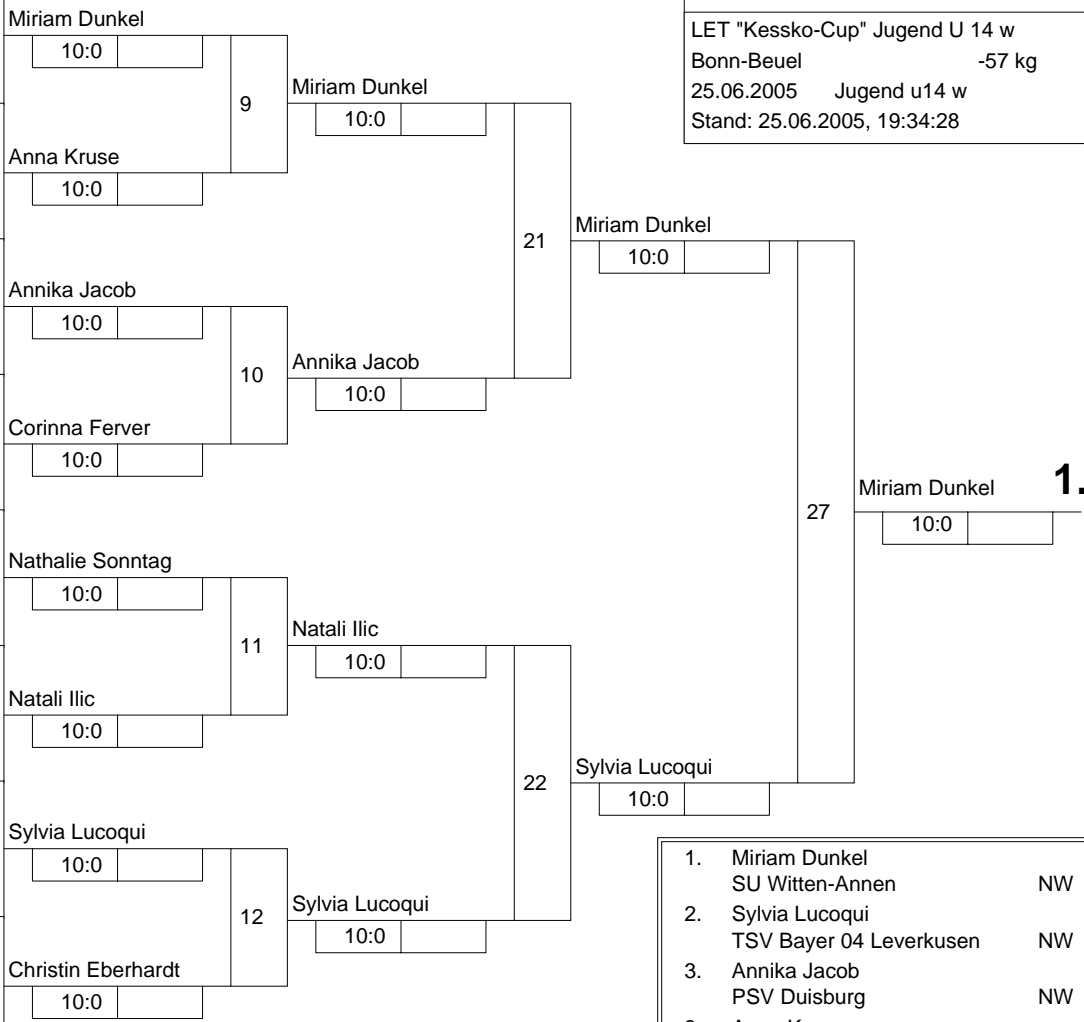 Miriam Dunkel
10:0
9
Anna Kruse
10:0
Miriam Dunkel
10:0
Annika Jacob
10:0
10
Corinna Ferver
10:0
Annika Jacob
10:0
21
Miriam Dunkel
10:0
Nathalie Sonntag
10:0
11
Natali Ilic
10:0
Natali Ilic
10:0
Sylvia Lucoqui
10:0
12
Christin Eberhardt
10:0
Sylvia Lucoqui
10:0
22
Sylvia Lucoqui
10:0
27
Miriam Dunkel 1.
10:0
LET "Kessko-Cup" Jugend U 14 w
Bonn-Beuel -57 kg
25.06.2005 Jugend u14 w
Stand: 25.06.2005, 19:34:28
1. Miriam Dunkel
SU Witten-Annen NW
2. Sylvia Lucoqui
TSV Bayer 04 Leverkusen NW
3. Annika Jacob
PSV Duisburg NW